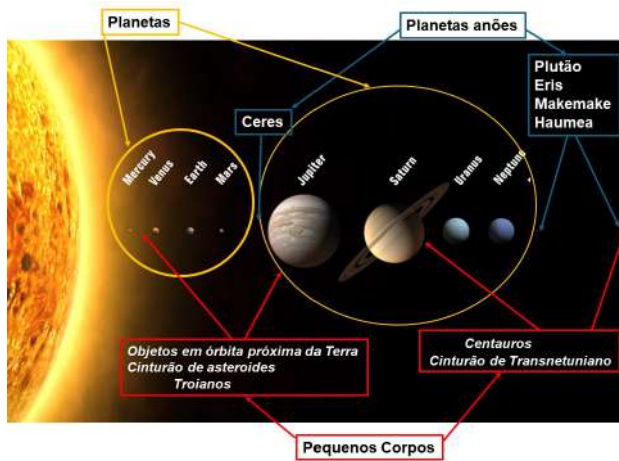 Planetas
Planetas anões
Plutão
Eris
Makemake
Haumea
Ceres
Mercury
Venus
Earth
Mars
Jupiter
Saturn
Uranus
Neptune
Objetos em órbita próxima da Terra
Cinturão de asteroides
Troianos
Centauros
Cinturão de Transnetuniano
Pequenos Corpos